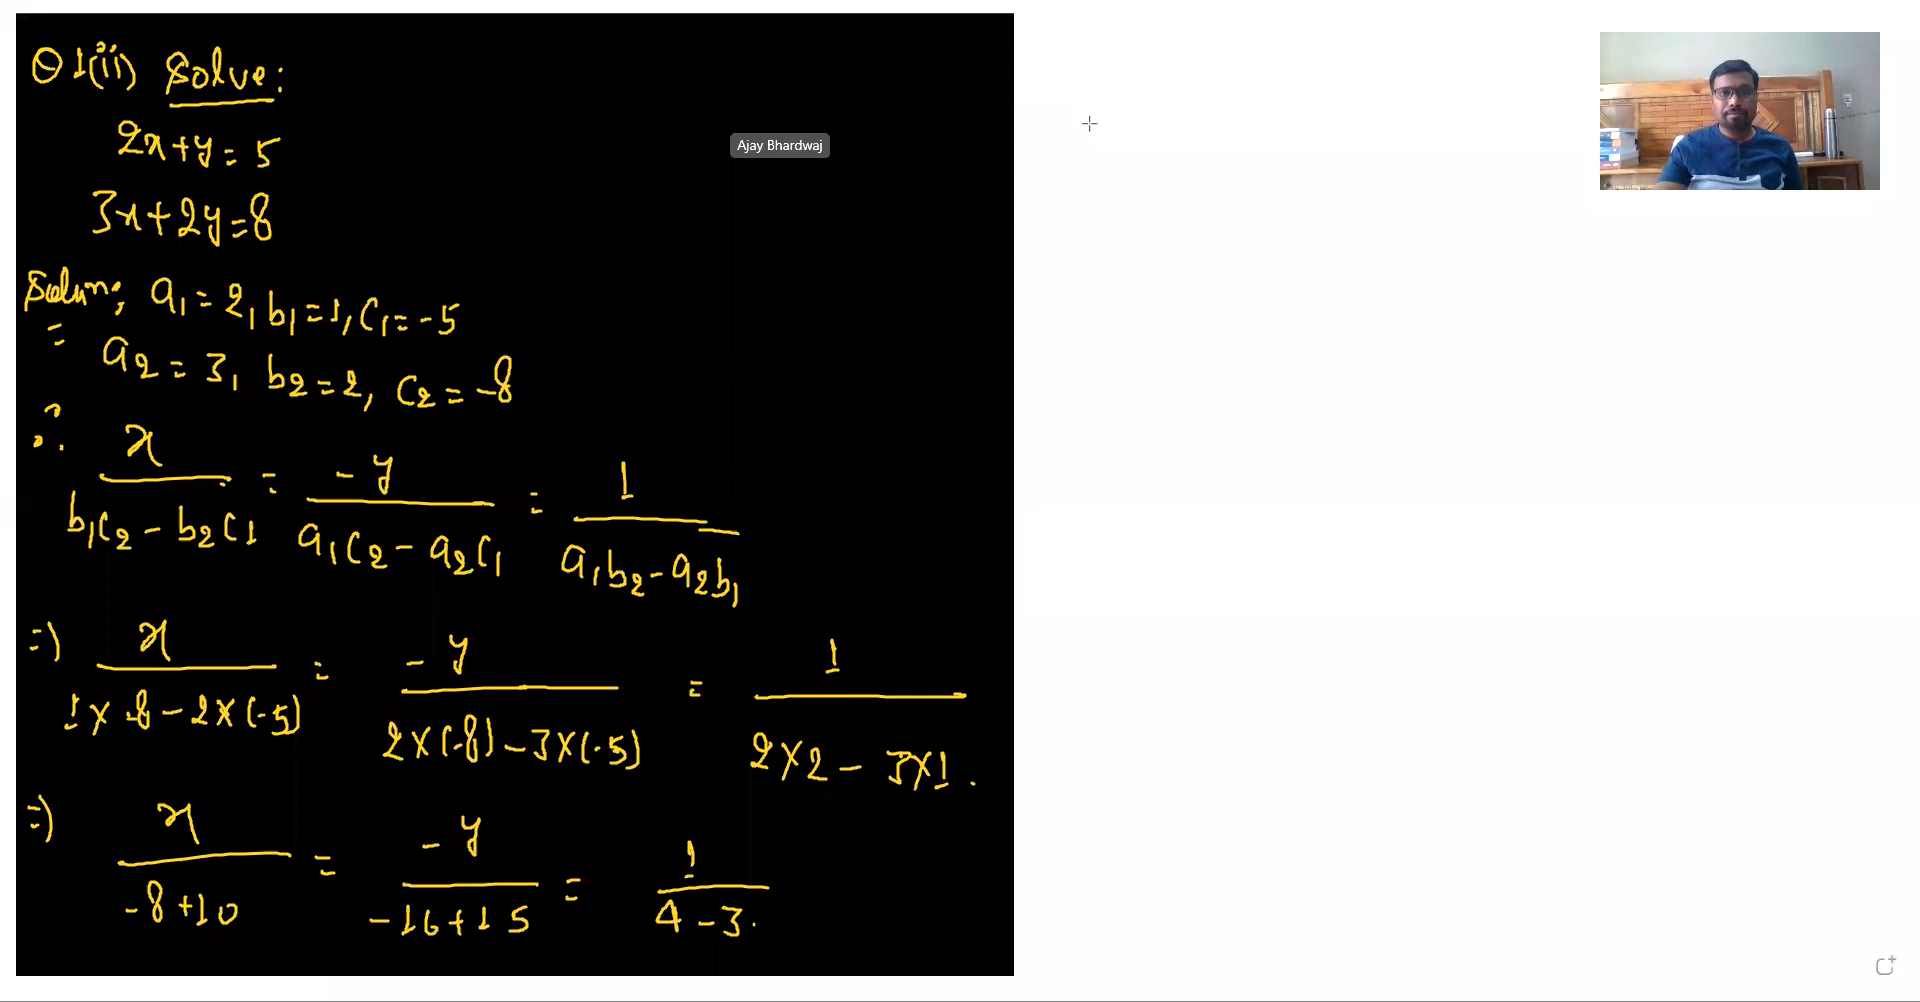 Q 1(ii) Solve:
2x+y=5
3x+2y=8
Soluⁿ; a₁=2, b₁=1, c₁=-5
a₂=3, b₂=2, c₂=-8
∴ x/(b₁c₂-b₂c₁) = -y/(a₁c₂-a₂c₁) = 1/(a₁b₂-a₂b₁)
=) x/(1×-8-2×(-5)) = -y/(2×(-8)-3×(-5)) = 1/(2×2-3×1).
=) x/(-8+10) = -y/(-16+15) = 1/(4-3).
Ajay Bhardwaj